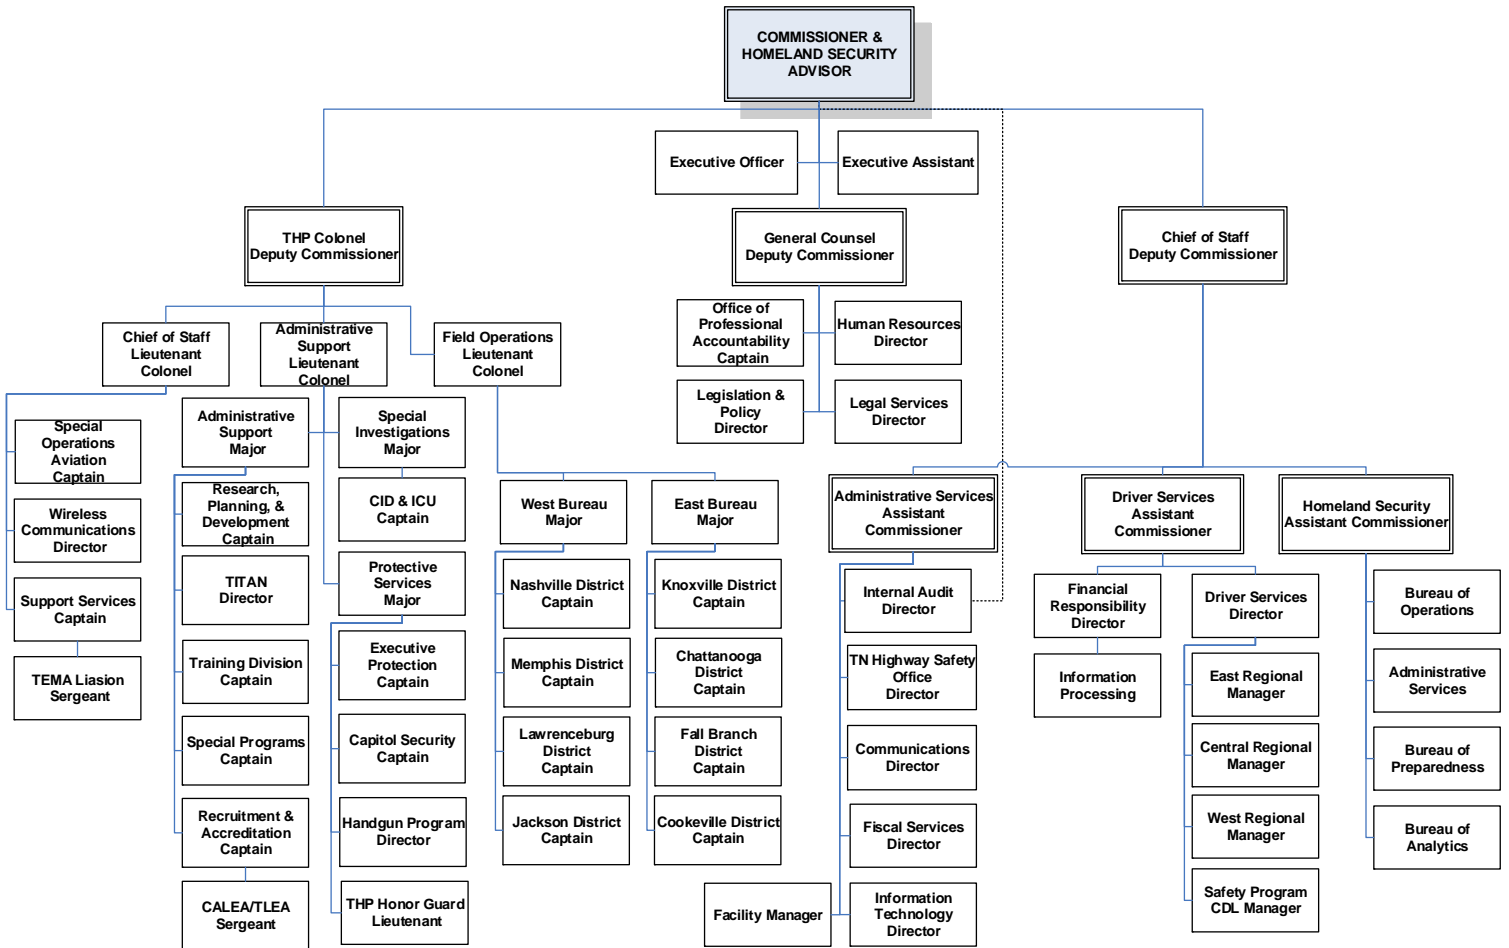 COMMISSIONER &
HOMELAND SECURITY
ADVISOR
Executive Officer
Executive Assistant
THP Colonel
Deputy Commissioner
General Counsel
Deputy Commissioner
Chief of Staff
Deputy Commissioner
Office of
Professional
Accountability
Captain
Human Resources
Director
Legislation &
Policy
Director
Legal Services
Director
Chief of Staff
Lieutenant
Colonel
Administrative
Support
Lieutenant
Colonel
Field Operations
Lieutenant
Colonel
Special
Operations
Aviation
Captain
Wireless
Communications
Director
Support Services
Captain
TEMA Liasion
Sergeant
Administrative
Support
Major
Research,
Planning, &
Development
Captain
TITAN
Director
Training Division
Captain
Special Programs
Captain
Recruitment &
Accreditation
Captain
CALEA/TLEA
Sergeant
Special
Investigations
Major
CID & ICU
Captain
Protective
Services
Major
Executive
Protection
Captain
Capitol Security
Captain
Handgun Program
Director
THP Honor Guard
Lieutenant
West Bureau
Major
Nashville District
Captain
Memphis District
Captain
Lawrenceburg
District
Captain
Jackson District
Captain
East Bureau
Major
Knoxville District
Captain
Chattanooga
District
Captain
Fall Branch
District
Captain
Cookeville District
Captain
Administrative Services
Assistant
Commissioner
Internal Audit
Director
TN Highway Safety
Office
Director
Communications
Director
Fiscal Services
Director
Facility Manager
Information
Technology
Director
Driver Services
Assistant
Commissioner
Financial
Responsibility
Director
Information
Processing
Driver Services
Director
East Regional
Manager
Central Regional
Manager
West Regional
Manager
Safety Program
CDL Manager
Homeland Security
Assistant Commissioner
Bureau of
Operations
Administrative
Services
Bureau of
Preparedness
Bureau of
Analytics